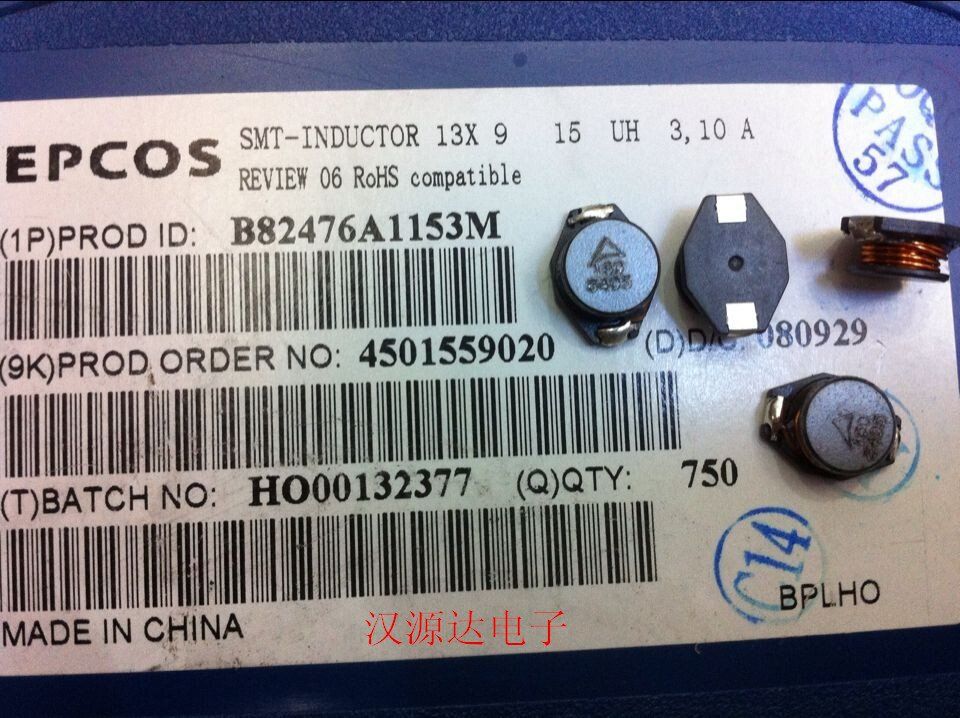 EPCOS
SMT-INDUCTOR 13X 9 15 UH 3,10 A
REVIEW 06 RoHS compatible
PASS
57
(1P)PROD ID: B82476A1153M
(9K)PROD ORDER NO: 4501559020
(D)D/C: 080929
(T)BATCH NO: HO00132377
(Q)QTY: 750
C14
BPLHO
MADE IN CHINA
汉源达电子